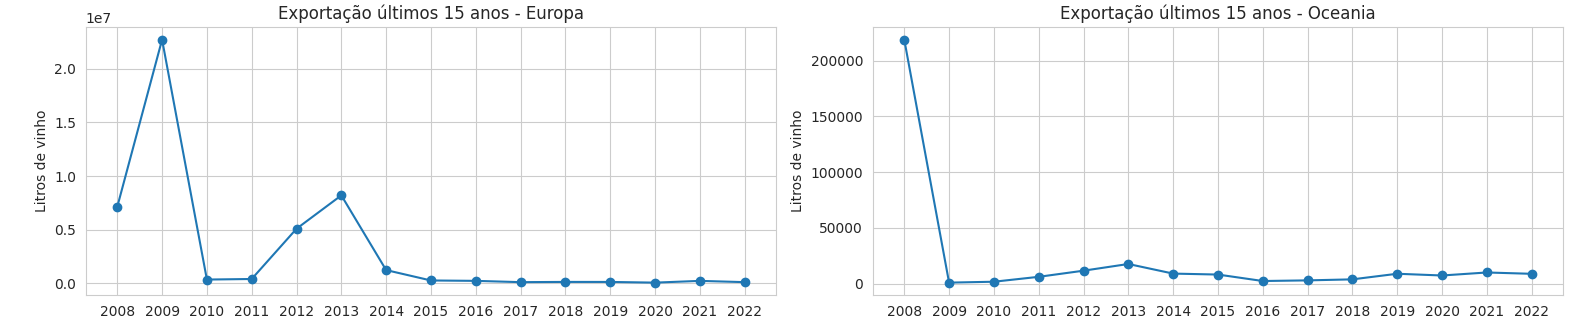 Exportação últimos 15 anos - Europa
1e7
Litros de vinho
2.0
1.5
1.0
0.5
0.0
2008 2009 2010 2011 2012 2013 2014 2015 2016 2017 2018 2019 2020 2021 2022
Exportação últimos 15 anos - Oceania
Litros de vinho
200000
150000
100000
50000
0
2008 2009 2010 2011 2012 2013 2014 2015 2016 2017 2018 2019 2020 2021 2022